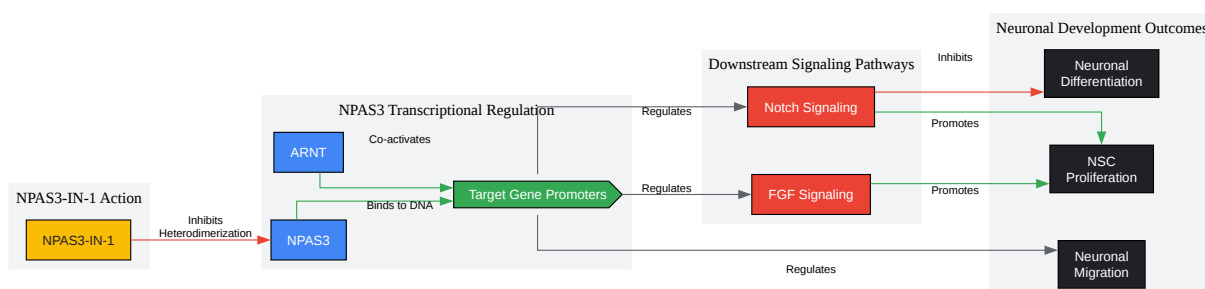 NPAS3-IN-1 Action
NPAS3-IN-1
Inhibits
Heterodimerization
NPAS3 Transcriptional Regulation
ARNT
Co-activates
NPAS3
Binds to DNA
Target Gene Promoters
Regulates
Regulates
Regulates
Downstream Signaling Pathways
Notch Signaling
FGF Signaling
Inhibits
Promotes
Promotes
Neuronal Development Outcomes
Neuronal
Differentiation
NSC
Proliferation
Neuronal
Migration